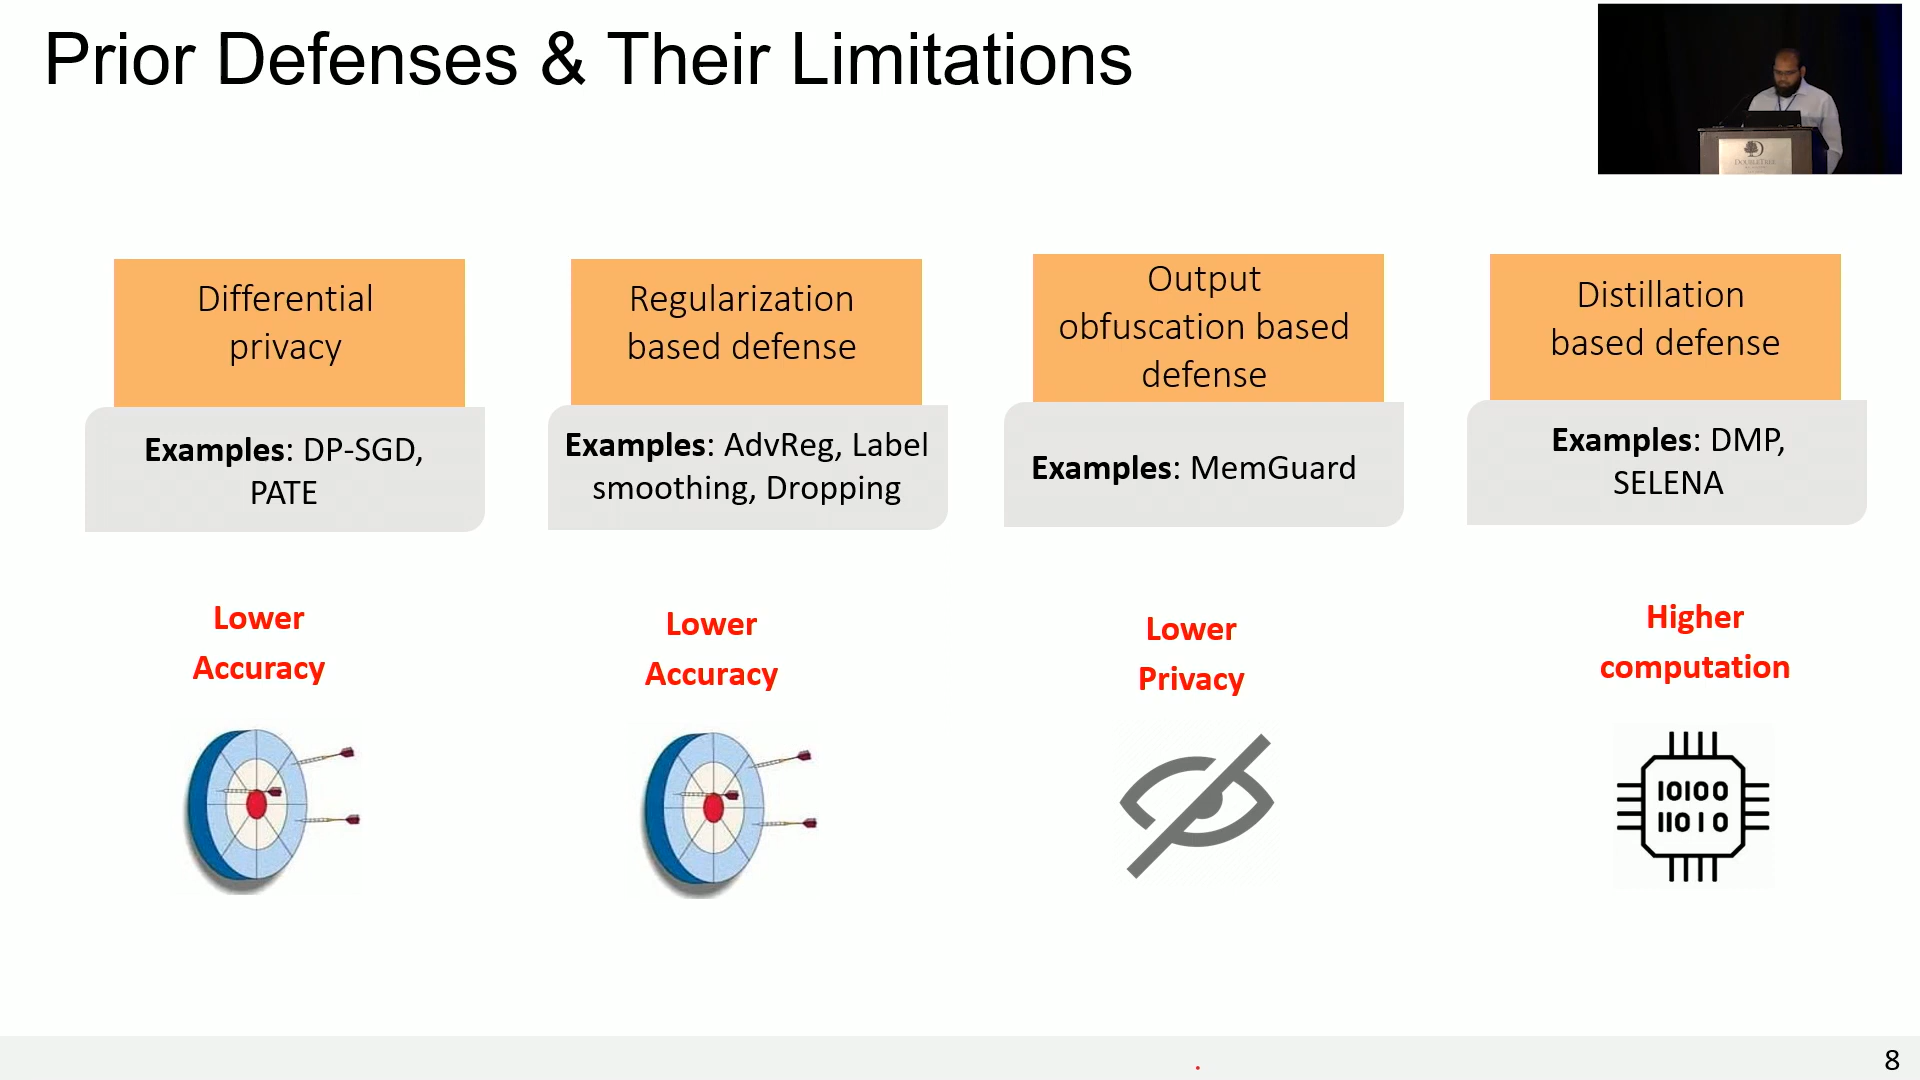 Prior Defenses & Their Limitations
DOUBLETREE
Differential
privacy
Examples: DP-SGD,
PATE
Lower
Accuracy
Regularization
based defense
Examples: AdvReg, Label
smoothing, Dropping
Lower
Accuracy
Output
obfuscation based
defense
Examples: MemGuard
Lower
Privacy
Distillation
based defense
Examples: DMP,
SELENA
Higher
computation
10100
11010
8